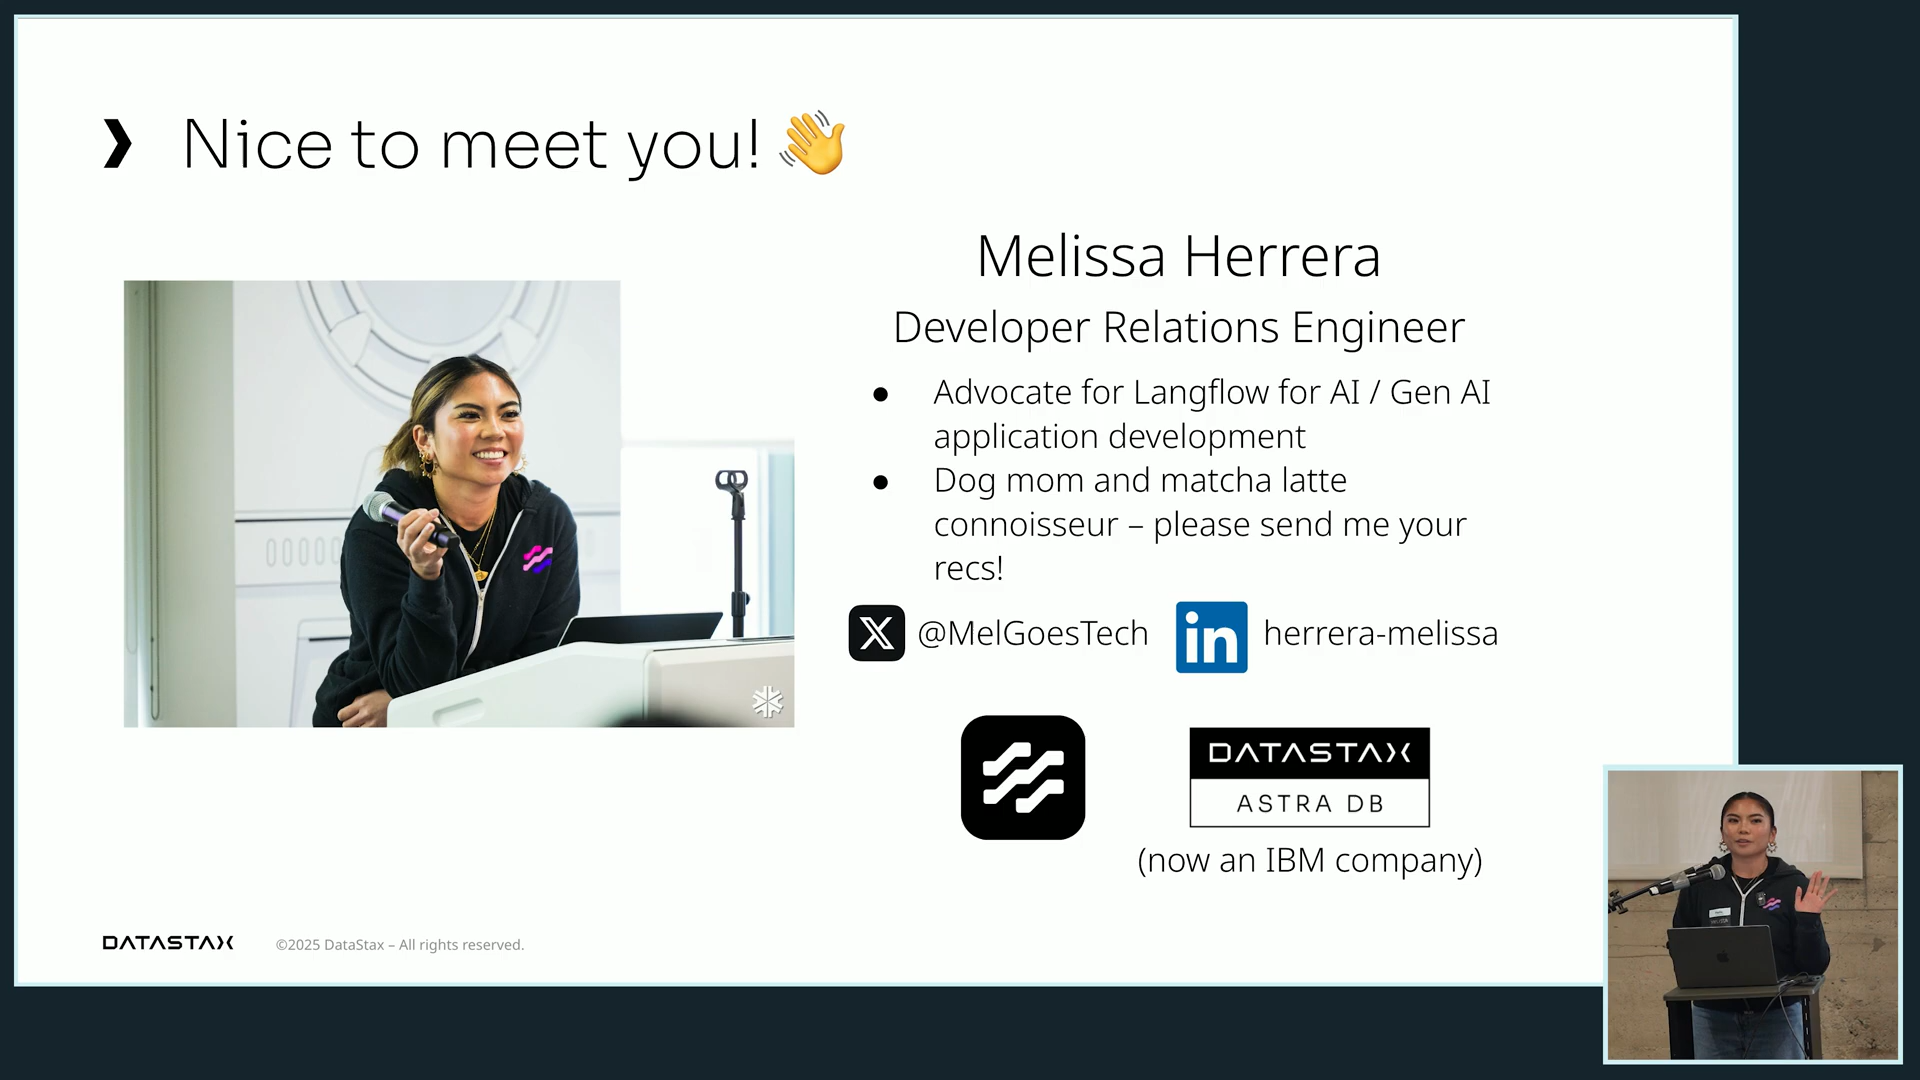 Nice to meet you! 👋
Melissa Herrera
Developer Relations Engineer
● Advocate for Langflow for AI / Gen AI
application development
● Dog mom and matcha latte
connoisseur – please send me your
recs!
@MelGoesTech
herrera-melissa
DATASTAX
ASTRA DB
(now an IBM company)
DATASTAX
©2025 DataStax – All rights reserved.